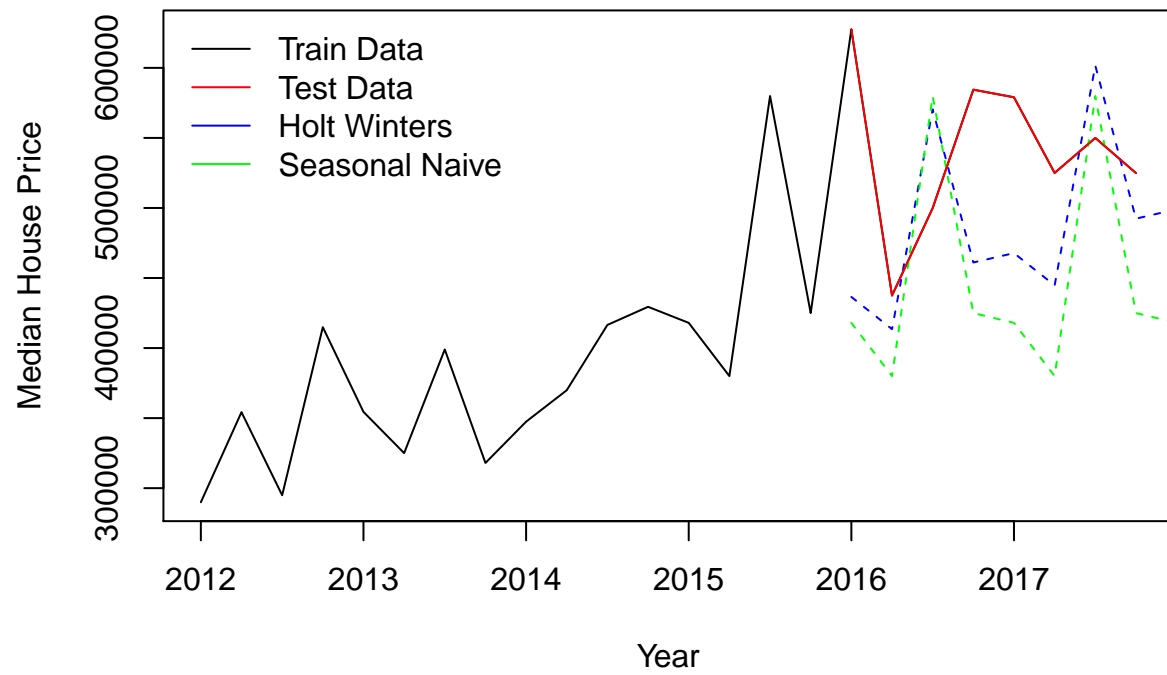 Train Data
Test Data
Holt Winters
Seasonal Naive
Median House Price
600000
500000
400000
300000
2012 2013 2014 2015 2016 2017
Year